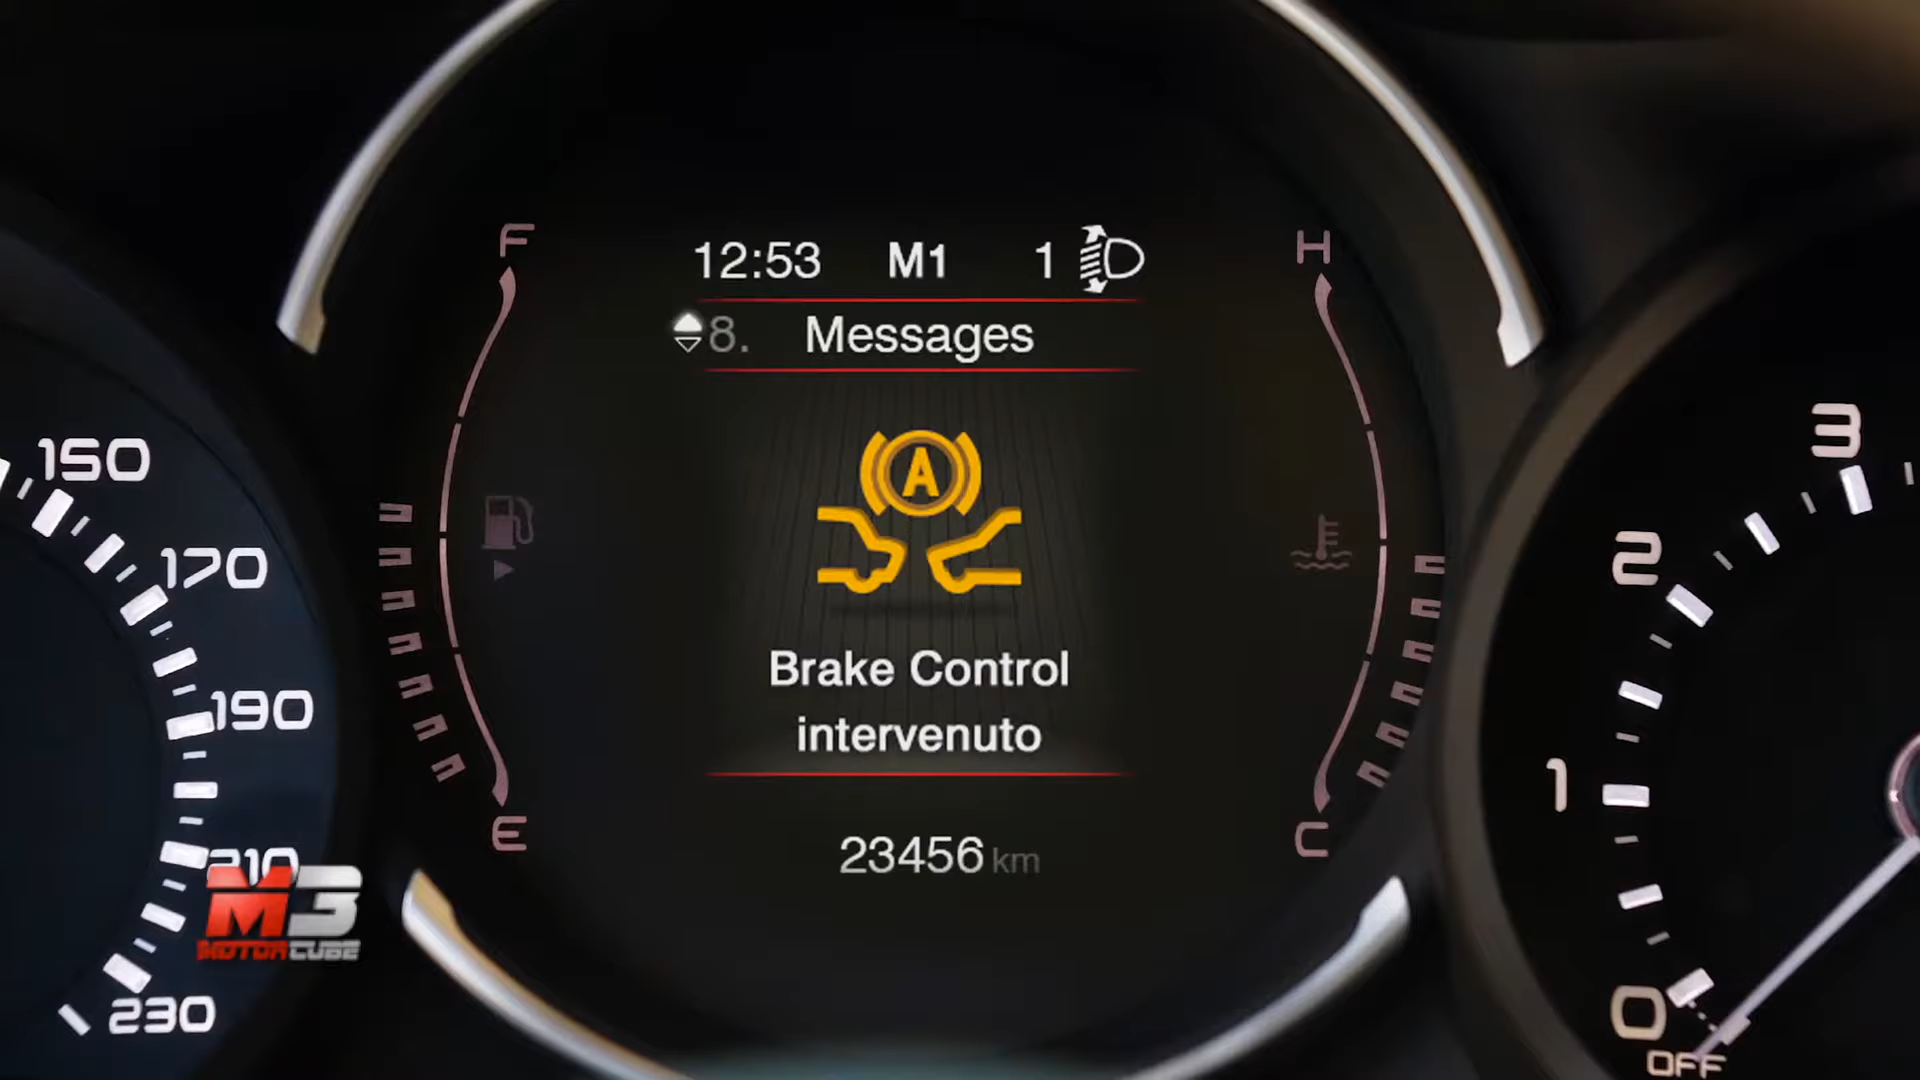 12:53 M1 1
8. Messages
A
Brake Control
intervenuto
23456 km
F
E
H
C
150
170
190
210
230
3
2
1
0
OFF
M3
MOTORCUBE